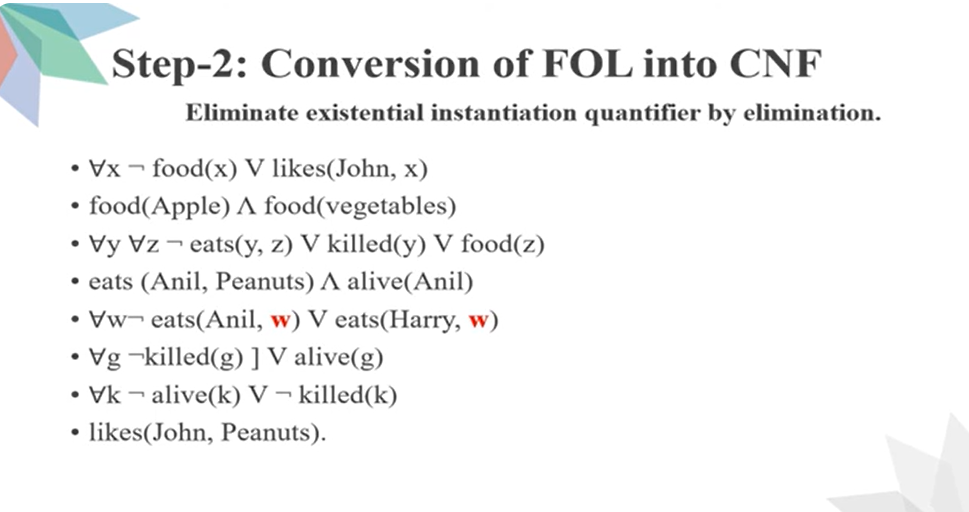 Step-2: Conversion of FOL into CNF
Eliminate existential instantiation quantifier by elimination.
• ∀x ¬ food(x) V likes(John, x)
• food(Apple) Λ food(vegetables)
• ∀y ∀z ¬ eats(y, z) V killed(y) V food(z)
• eats (Anil, Peanuts) Λ alive(Anil)
• ∀w¬ eats(Anil, w) V eats(Harry, w)
• ∀g ¬killed(g) ] V alive(g)
• ∀k ¬ alive(k) V ¬ killed(k)
• likes(John, Peanuts).